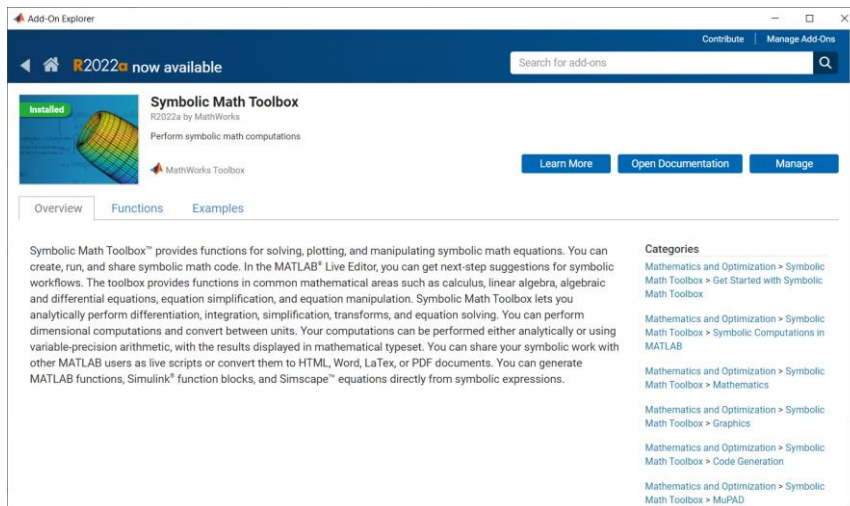 Add-On Explorer
Contribute Manage Add-Ons
R2022a now available
Search for add-ons
Installed
Symbolic Math Toolbox
R2022a by MathWorks
Perform symbolic math computations
MathWorks Toolbox
Learn More Open Documentation Manage
Overview Functions Examples
Symbolic Math Toolbox™ provides functions for solving, plotting, and manipulating symbolic math equations. You can
create, run, and share symbolic math code. In the MATLAB® Live Editor, you can get next-step suggestions for symbolic
workflows. The toolbox provides functions in common mathematical areas such as calculus, linear algebra, algebraic
and differential equations, equation simplification, and equation manipulation. Symbolic Math Toolbox lets you
analytically perform differentiation, integration, simplification, transforms, and equation solving. You can perform
dimensional computations and convert between units. Your computations can be performed either analytically or using
variable-precision arithmetic, with the results displayed in mathematical typeset. You can share your symbolic work with
other MATLAB users as live scripts or convert them to HTML, Word, LaTex, or PDF documents. You can generate
MATLAB functions, Simulink® function blocks, and Simscape™ equations directly from symbolic expressions.
Categories
Mathematics and Optimization > Symbolic
Math Toolbox > Get Started with Symbolic
Math Toolbox
Mathematics and Optimization > Symbolic
Math Toolbox > Symbolic Computations in
MATLAB
Mathematics and Optimization > Symbolic
Math Toolbox > Mathematics
Mathematics and Optimization > Symbolic
Math Toolbox > Graphics
Mathematics and Optimization > Symbolic
Math Toolbox > Code Generation
Mathematics and Optimization > Symbolic
Math Toolbox > MuPAD